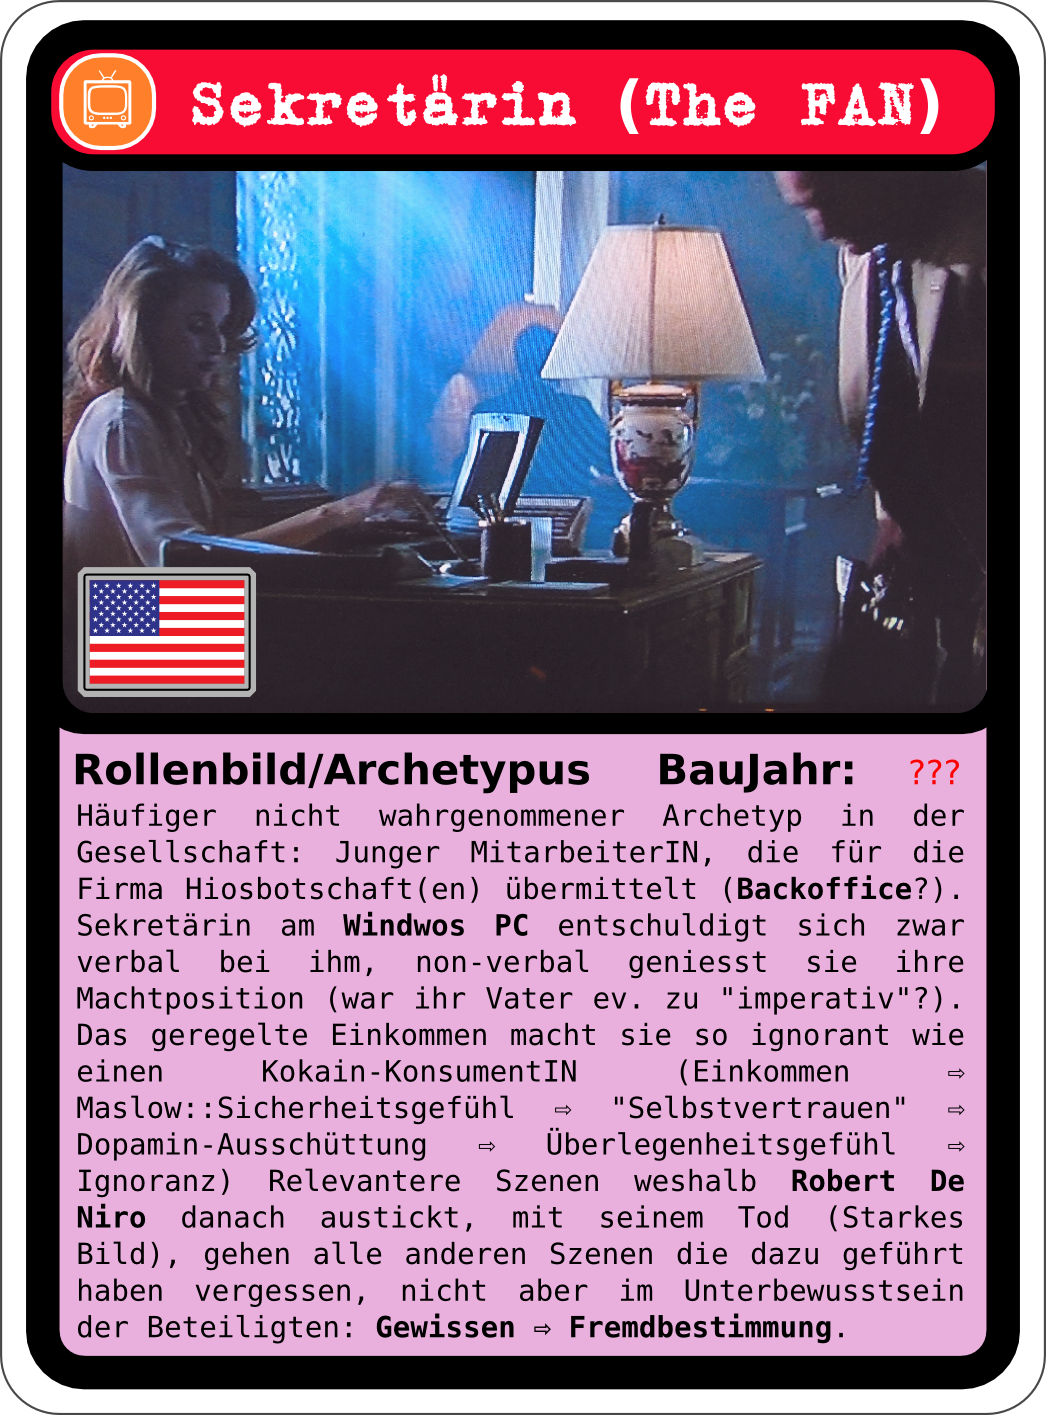 Sekretärin (The FAN)
Rollenbild/Archetypus BauJahr: ???
Häufiger nicht wahrgenommener Archetyp in der
Gesellschaft: Junger MitarbeiterIN, die für die
Firma Hiosbotschaft(en) übermittelt (Backoffice?).
Sekretärin am Windwos PC entschuldigt sich zwar
verbal bei ihm, non-verbal geniesst sie ihre
Machtposition (war ihr Vater ev. zu "imperativ"?).
Das geregelte Einkommen macht sie so ignorant wie
einen Kokain-KonsumentIN (Einkommen ⇨
Maslow::Sicherheitsgefühl ⇨ "Selbstvertrauen" ⇨
Dopamin-Ausschüttung ⇨ Überlegenheitsgefühl ⇨
Ignoranz) Relevantere Szenen weshalb Robert De
Niro danach austickt, mit seinem Tod (Starkes
Bild), gehen alle anderen Szenen die dazu geführt
haben vergessen, nicht aber im Unterbewusstsein
der Beteiligten: Gewissen ⇨ Fremdbestimmung.